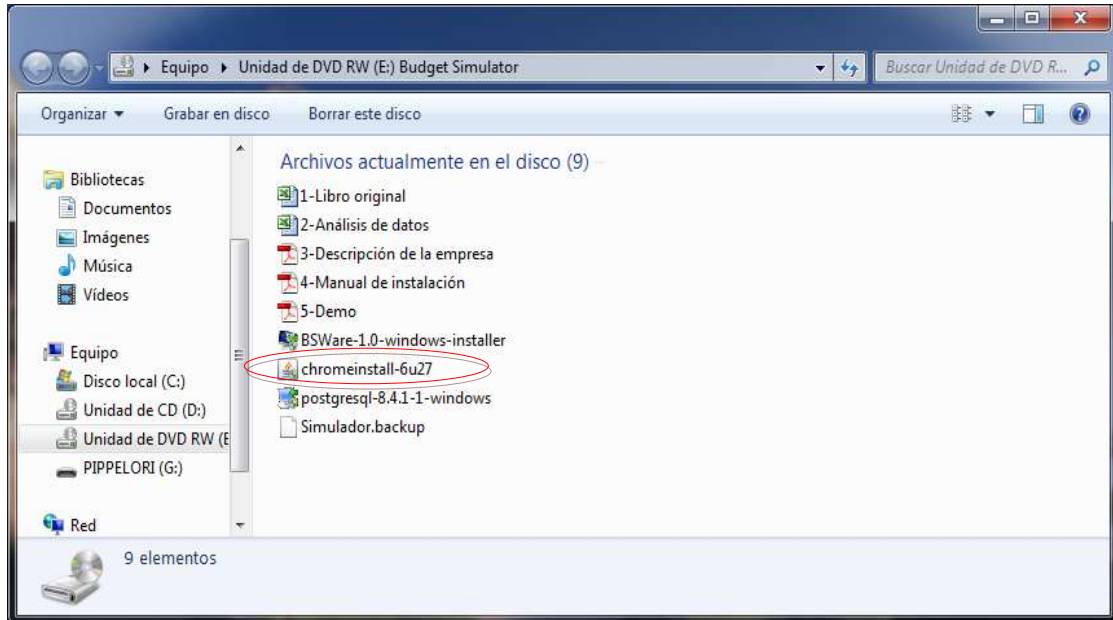 Equipo Unidad de DVD RW (E:) Budget Simulator
Buscar Unidad de DVD R...
Organizar Grabar en disco Borrar este disco
Bibliotecas
Documentos
Imágenes
Música
Vídeos
Equipo
Disco local (C:)
Unidad de CD (D:)
Unidad de DVD RW (E
PIPPELORI (G:)
Red
Archivos actualmente en el disco (9)
1-Libro original
2-Análisis de datos
3-Descripción de la empresa
4-Manual de instalación
5-Demo
BSWare-1.0-windows-installer
chromeinstall-6u27
postgresql-8.4.1-1-windows
Simulador.backup
9 elementos